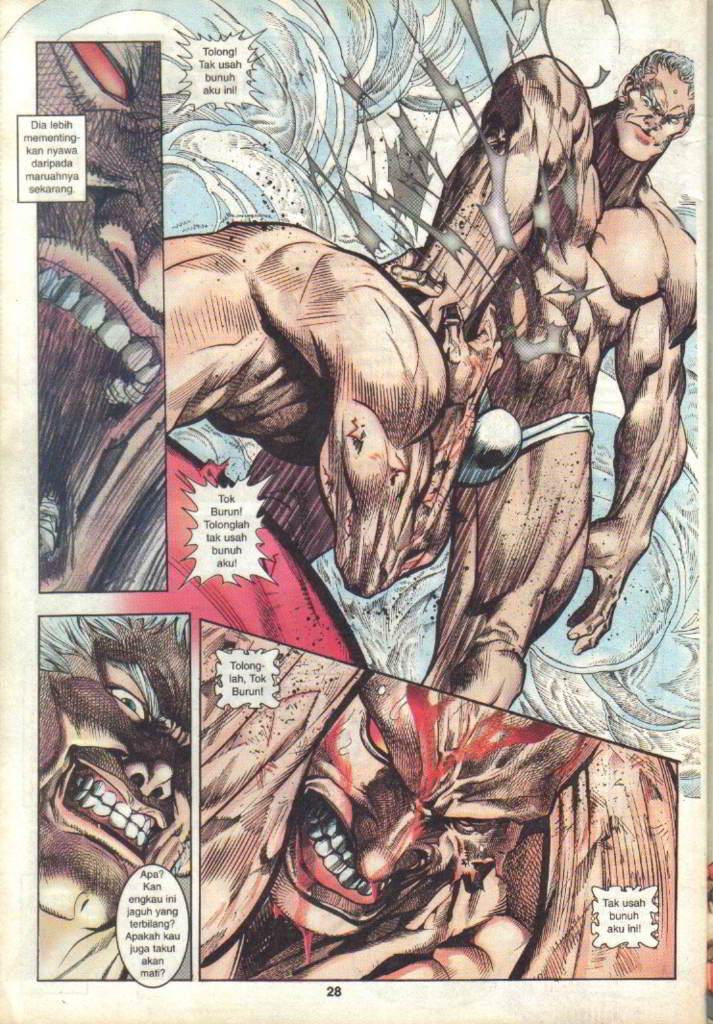 Tolong!
Tak usah
bunuh
aku ini!
Dia lebih
mementing-
kan nyawa
daripada
maruahnya
sekarang.
Tok
Burun!
Tolonglah
tak usah
bunuh
aku!
Tolong-
lah, Tok
Burun!
Apa?
Kan
engkau ini
jaguh yang
terbilang?
Apakah kau
juga takut
akan
mati?
Tak usah
bunuh
aku ini!
28